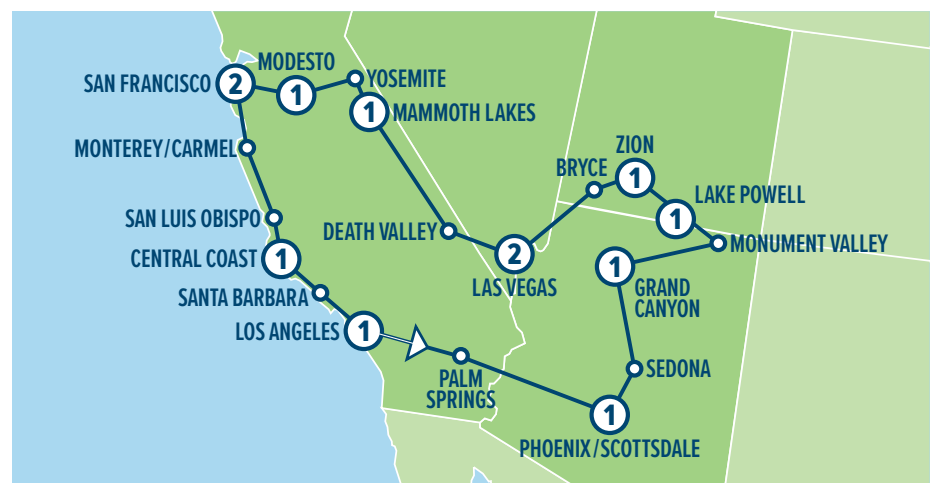 MODESTO
SAN FRANCISCO
2
1
YOSEMITE
1
MAMMOTH LAKES
MONTEREY/CARMEL
ZION
BRYCE
1
LAKE POWELL
1
SAN LUIS OBISPO
DEATH VALLEY
MONUMENT VALLEY
CENTRAL COAST
1
2
LAS VEGAS
1
GRAND
CANYON
SANTA BARBARA
LOS ANGELES
1
PALM
SPRINGS
SEDONA
1
PHOENIX/SCOTTSDALE